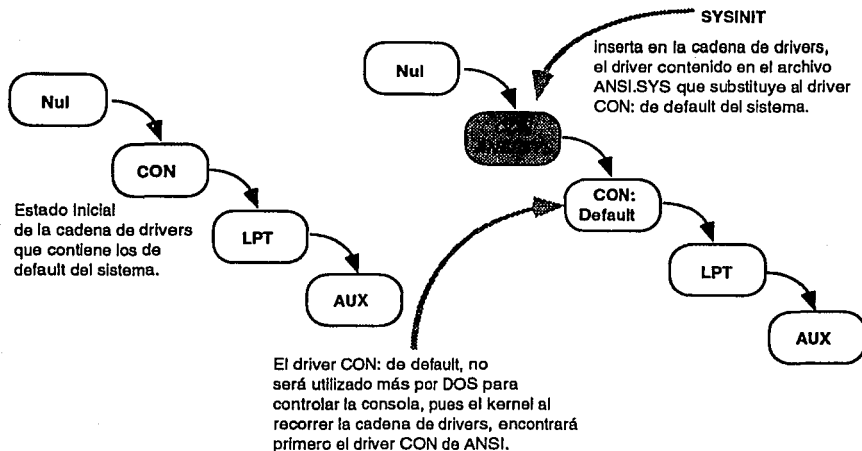 Nul
CON
LPT
AUX
Estado inicial
de la cadena de drivers
que contiene los de
default del sistema.
SYSINIT
inserta en la cadena de drivers,
el driver contenido en el archivo
ANSI.SYS que substituye al driver
CON: de default del sistema.
Nul
CON:
Default
LPT
AUX
El driver CON: de default, no
será utilizado más por DOS para
controlar la consola, pues el kernel al
recorrer la cadena de drivers, encontrará
primero el driver CON de ANSI.